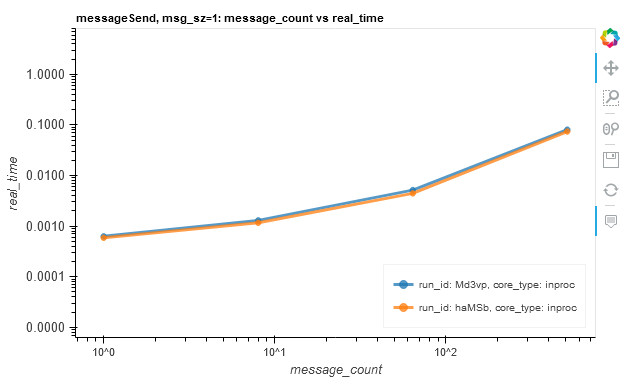 messageSend, msg_sz=1: message_count vs real_time
1.0000
0.1000
0.0100
0.0010
0.0001
0.0000
real_time
10^0
10^1
10^2
message_count
run_id: Md3vp, core_type: inproc
run_id: haMSb, core_type: inproc